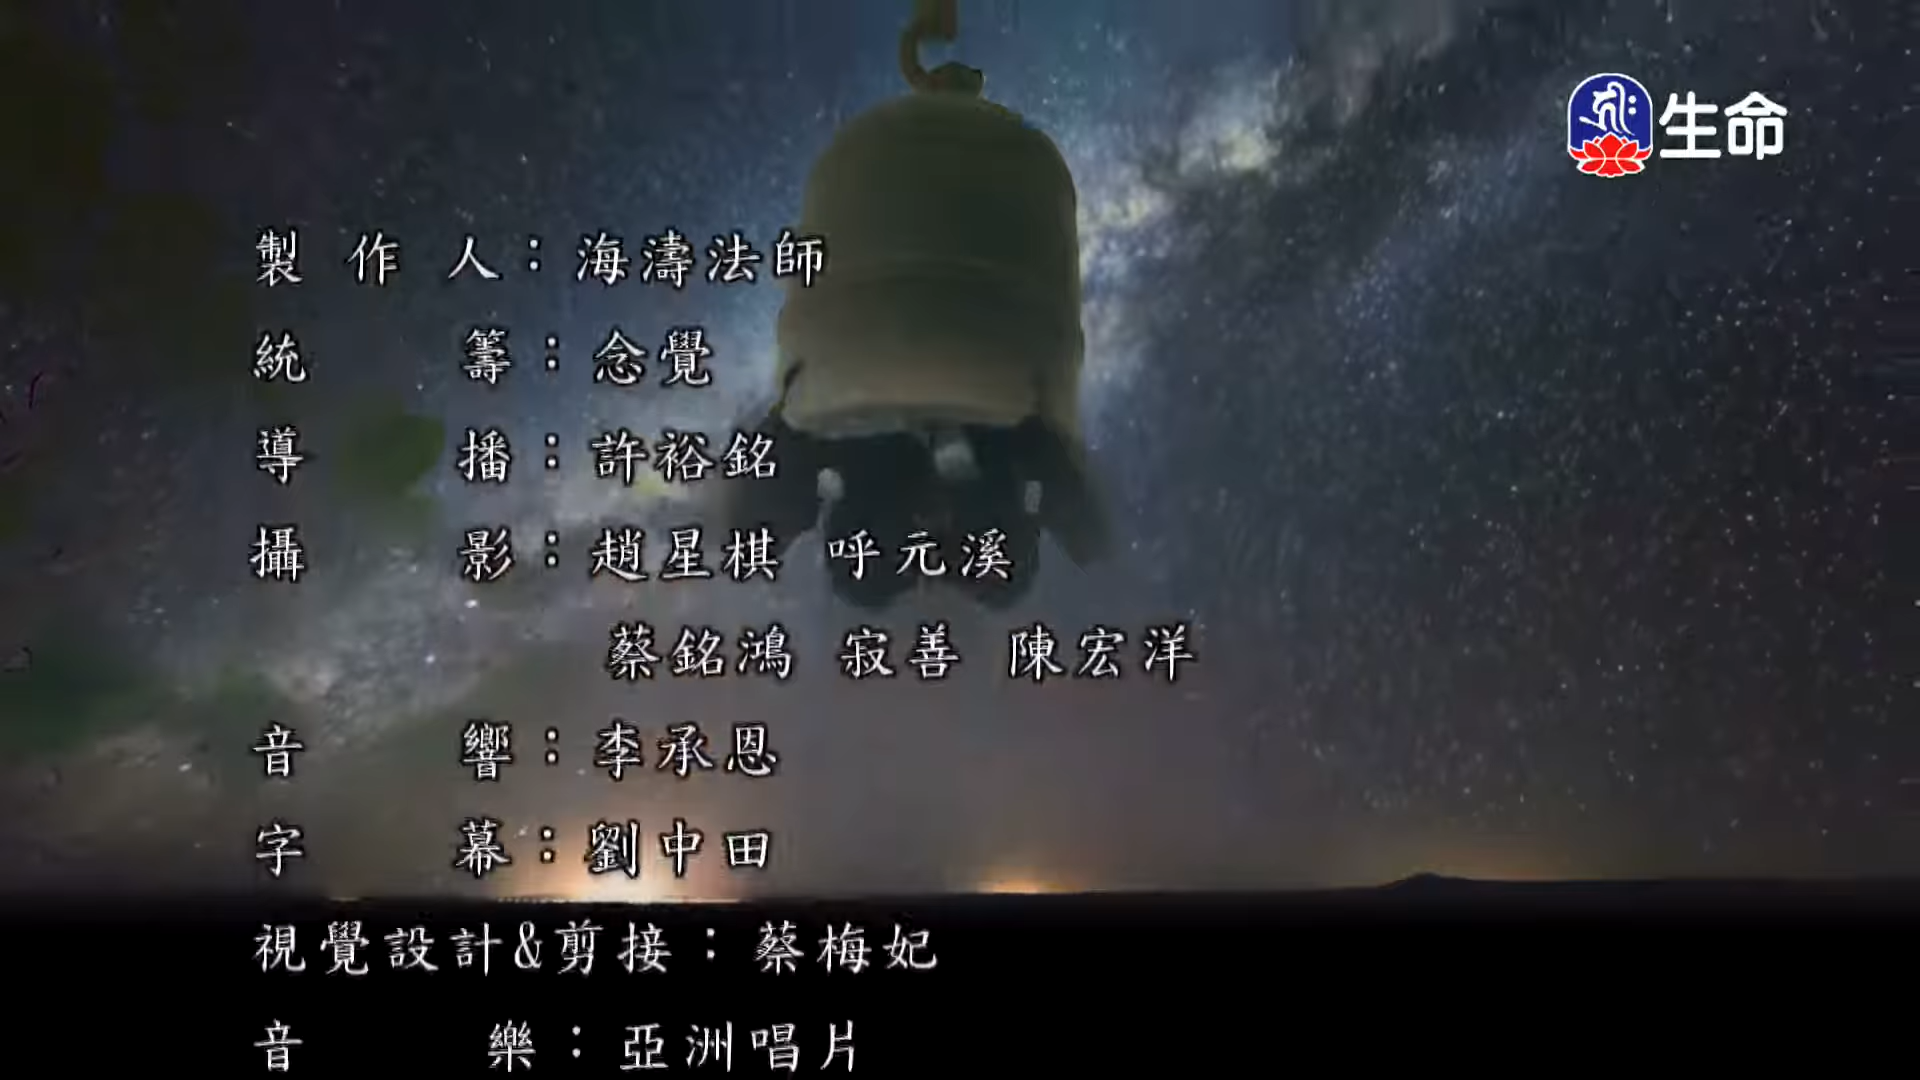 生命
製作人：海濤法師
統籌：念覺
導播：許裕銘
攝影：趙星棋 呼元溪
蔡銘鴻 寂善 陳宏洋
音響：李承恩
字幕：劉中田
視覺設計&剪接：蔡梅妃
音樂：亞洲唱片